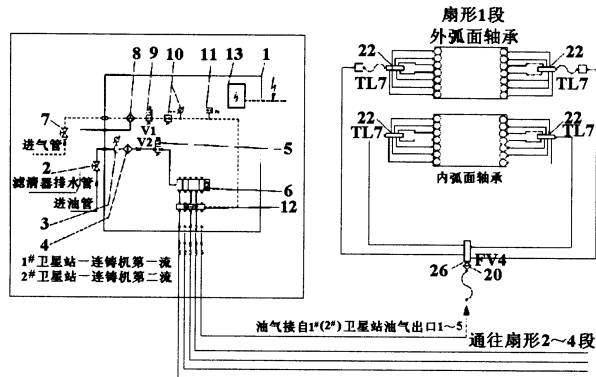 扇形1段
外弧面轴承
8 9 10 11 13 1
22
22
TL7
TL7
7
V1
V2
5
进气管
2
滤清器排水管
进油管
3
4
6
12
22
TL7
22
TL7
内弧面轴承
1#卫星站一连铸机第一流
2#卫星站一连铸机第二流
FV4
26
20
油气接自1#(2#)卫星站油气出口1～5
通往扇形2～4段